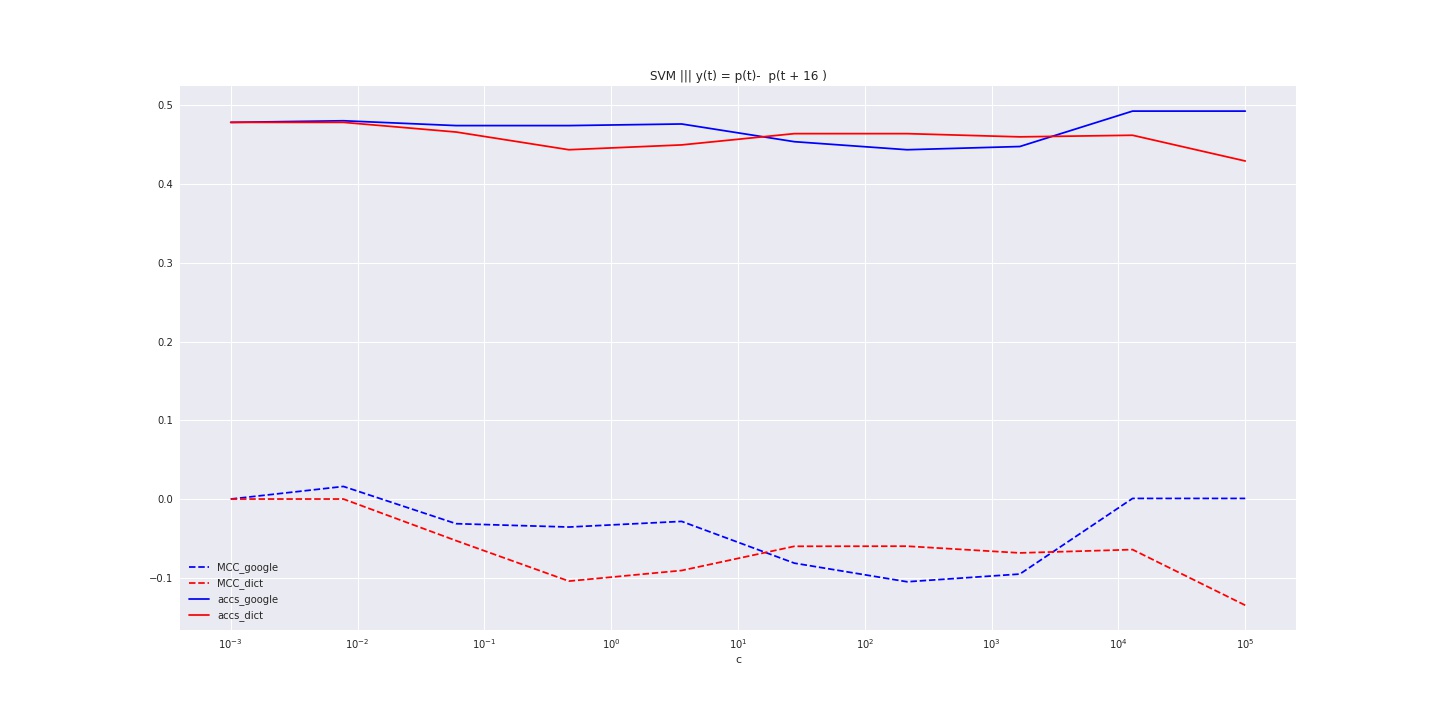 SVM ||| y(t) = p(t)-  p(t + 16 )
0.5
0.4
0.3
0.2
0.1
0.0
−0.1
MCC_google
MCC_dict
accs_google
accs_dict
10⁻³ 10⁻² 10⁻¹ 10⁰ 10¹ 10² 10³ 10⁴ 10⁵
c